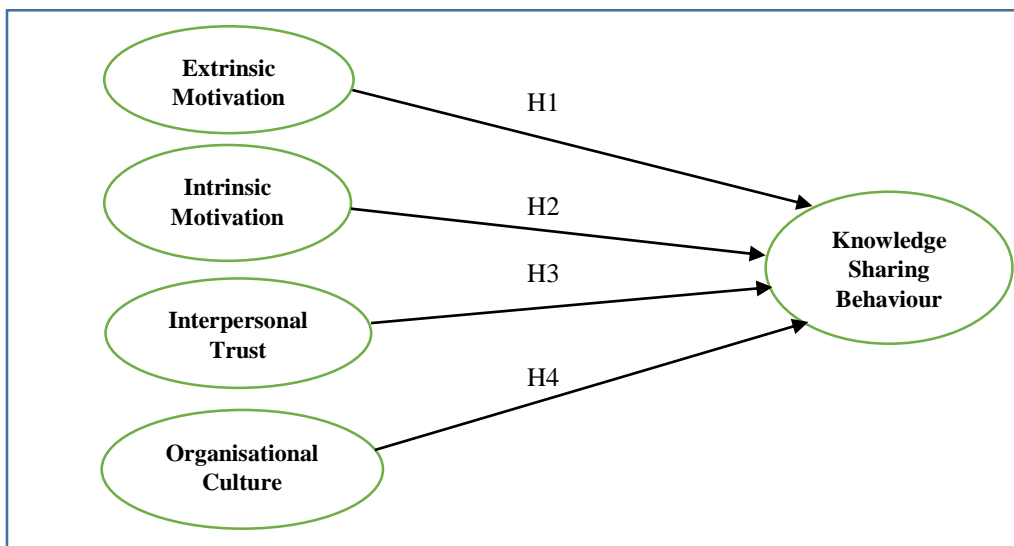 Extrinsic
Motivation
H1
Intrinsic
Motivation
H2
Knowledge
Sharing
Behaviour
H3
Interpersonal
Trust
H4
Organisational
Culture